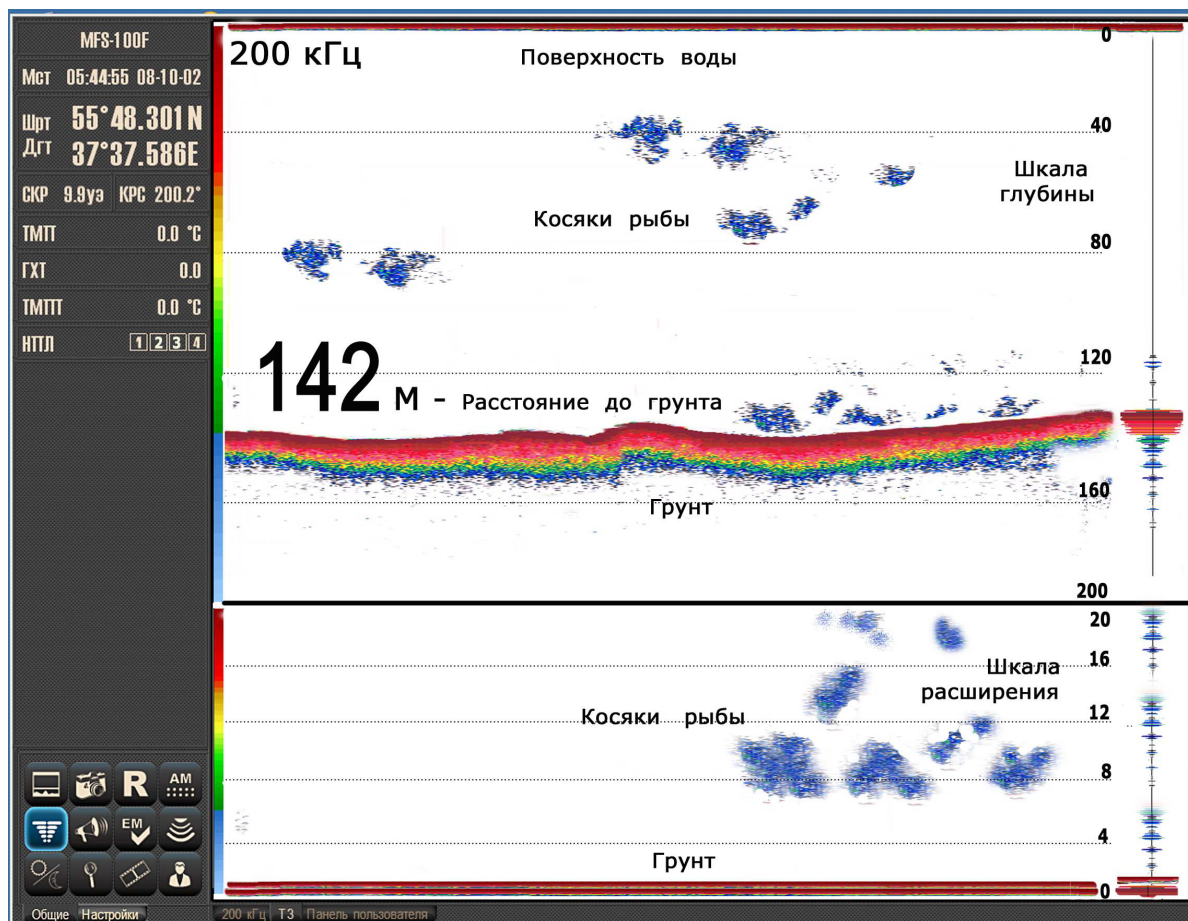 MFS-100F
Мст 05:44:55 08-10-02
Шрт 55°48.301N
Дгт 37°37.586E
СКР 9.9уз КРС 200.2°
ТМП 0.0 °C
ГХТ 0.0
ТМПТ 0.0 °C
НПЛ 1 2 3 4
R
AM
EM
Общие Настройки
200 кГц
Поверхность воды
0
40
Шкала
глубины
Косяки рыбы
80
120
142 м - Расстояние до грунта
160
Грунт
200
20
16
Шкала
расширения
Косяки рыбы
12
8
4
Грунт
0
200 кГц ТЗ Панель пользователя